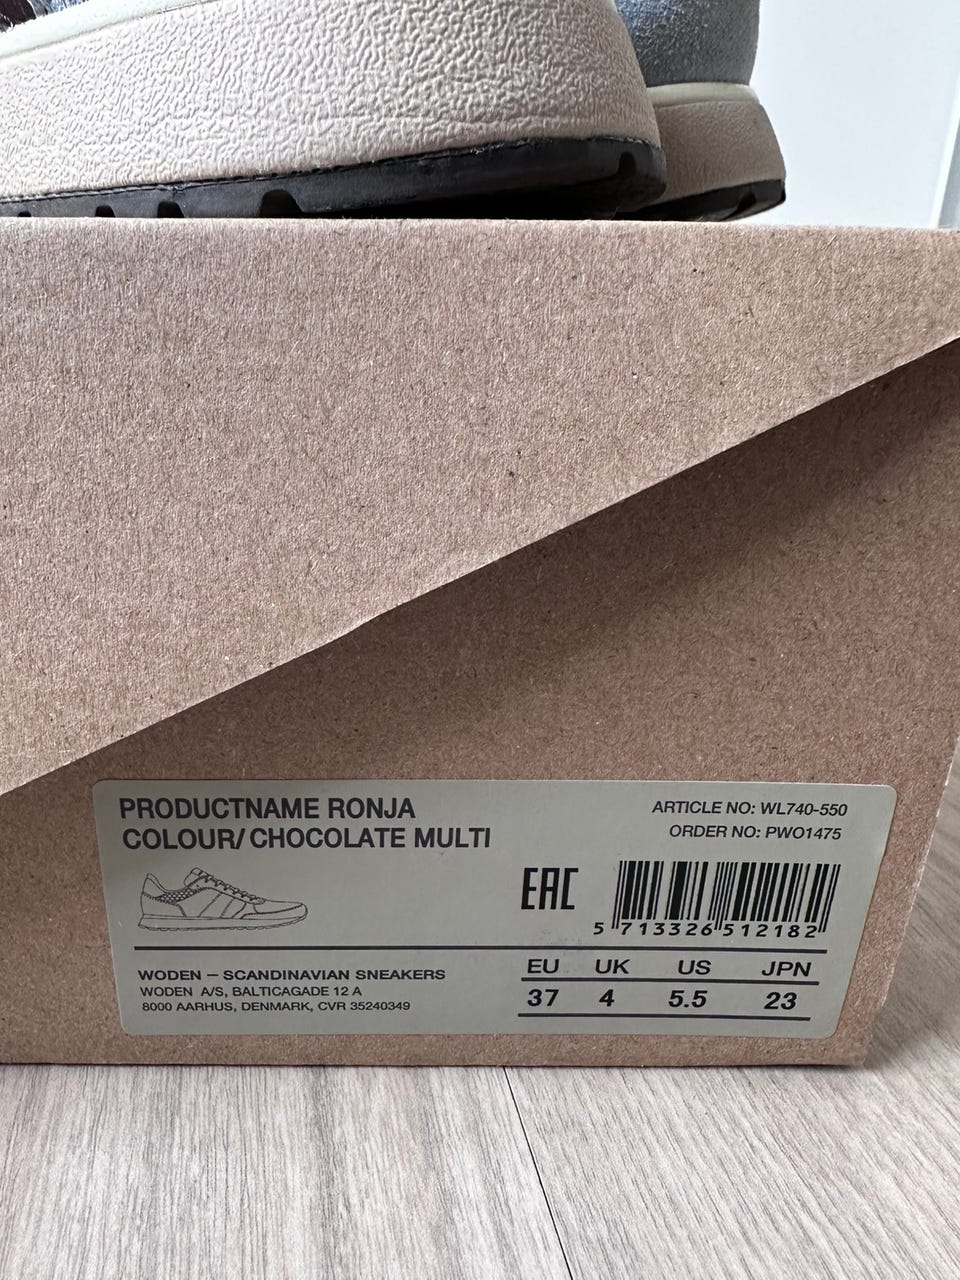 PRODUCTNAME RONJA
COLOUR/ CHOCOLATE MULTI
ARTICLE NO: WL740-550
ORDER NO: PWO1475
EAC
5 713326 512182
WODEN – SCANDINAVIAN SNEAKERS
WODEN A/S, BALTICAGADE 12 A
8000 AARHUS, DENMARK, CVR 35240349
EU UK US JPN
37 4 5.5 23